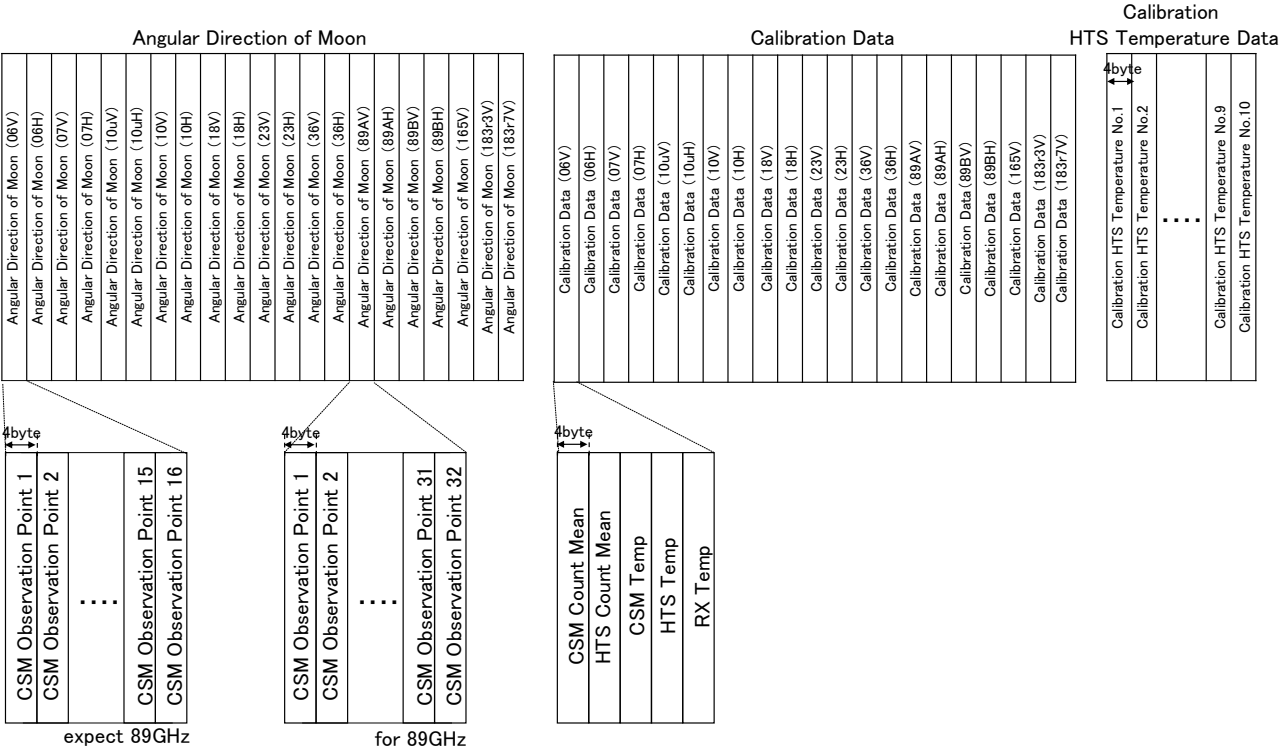 Angular Direction of Moon
Calibration Data
Calibration
HTS Temperature Data
Angular Direction of Moon (06V)
Angular Direction of Moon (06H)
Angular Direction of Moon (07V)
Angular Direction of Moon (07H)
Angular Direction of Moon (10uV)
Angular Direction of Moon (10uH)
Angular Direction of Moon (10V)
Angular Direction of Moon (10H)
Angular Direction of Moon (18V)
Angular Direction of Moon (18H)
Angular Direction of Moon (23V)
Angular Direction of Moon (23H)
Angular Direction of Moon (36V)
Angular Direction of Moon (36H)
Angular Direction of Moon (89AV)
Angular Direction of Moon (89AH)
Angular Direction of Moon (89BV)
Angular Direction of Moon (89BH)
Angular Direction of Moon (165V)
Angular Direction of Moon (183r3V)
Angular Direction of Moon (183r7V)
Calibration Data (06V)
Calibration Data (06H)
Calibration Data (07V)
Calibration Data (07H)
Calibration Data (10uV)
Calibration Data (10uH)
Calibration Data (10V)
Calibration Data (10H)
Calibration Data (18V)
Calibration Data (18H)
Calibration Data (23V)
Calibration Data (23H)
Calibration Data (36V)
Calibration Data (36H)
Calibration Data (89AV)
Calibration Data (89AH)
Calibration Data (89BV)
Calibration Data (89BH)
Calibration Data (165V)
Calibration Data (183r3V)
Calibration Data (183r7V)
4byte
Calibration HTS Temperature No.1
Calibration HTS Temperature No.2
....
Calibration HTS Temperature No.9
Calibration HTS Temperature No.10
4byte
CSM Observation Point 1
CSM Observation Point 2
....
CSM Observation Point 15
CSM Observation Point 16
expect 89GHz
4byte
CSM Observation Point 1
CSM Observation Point 2
....
CSM Observation Point 31
CSM Observation Point 32
for 89GHz
4byte
CSM Count Mean
HTS Count Mean
CSM Temp
HTS Temp
RX Temp